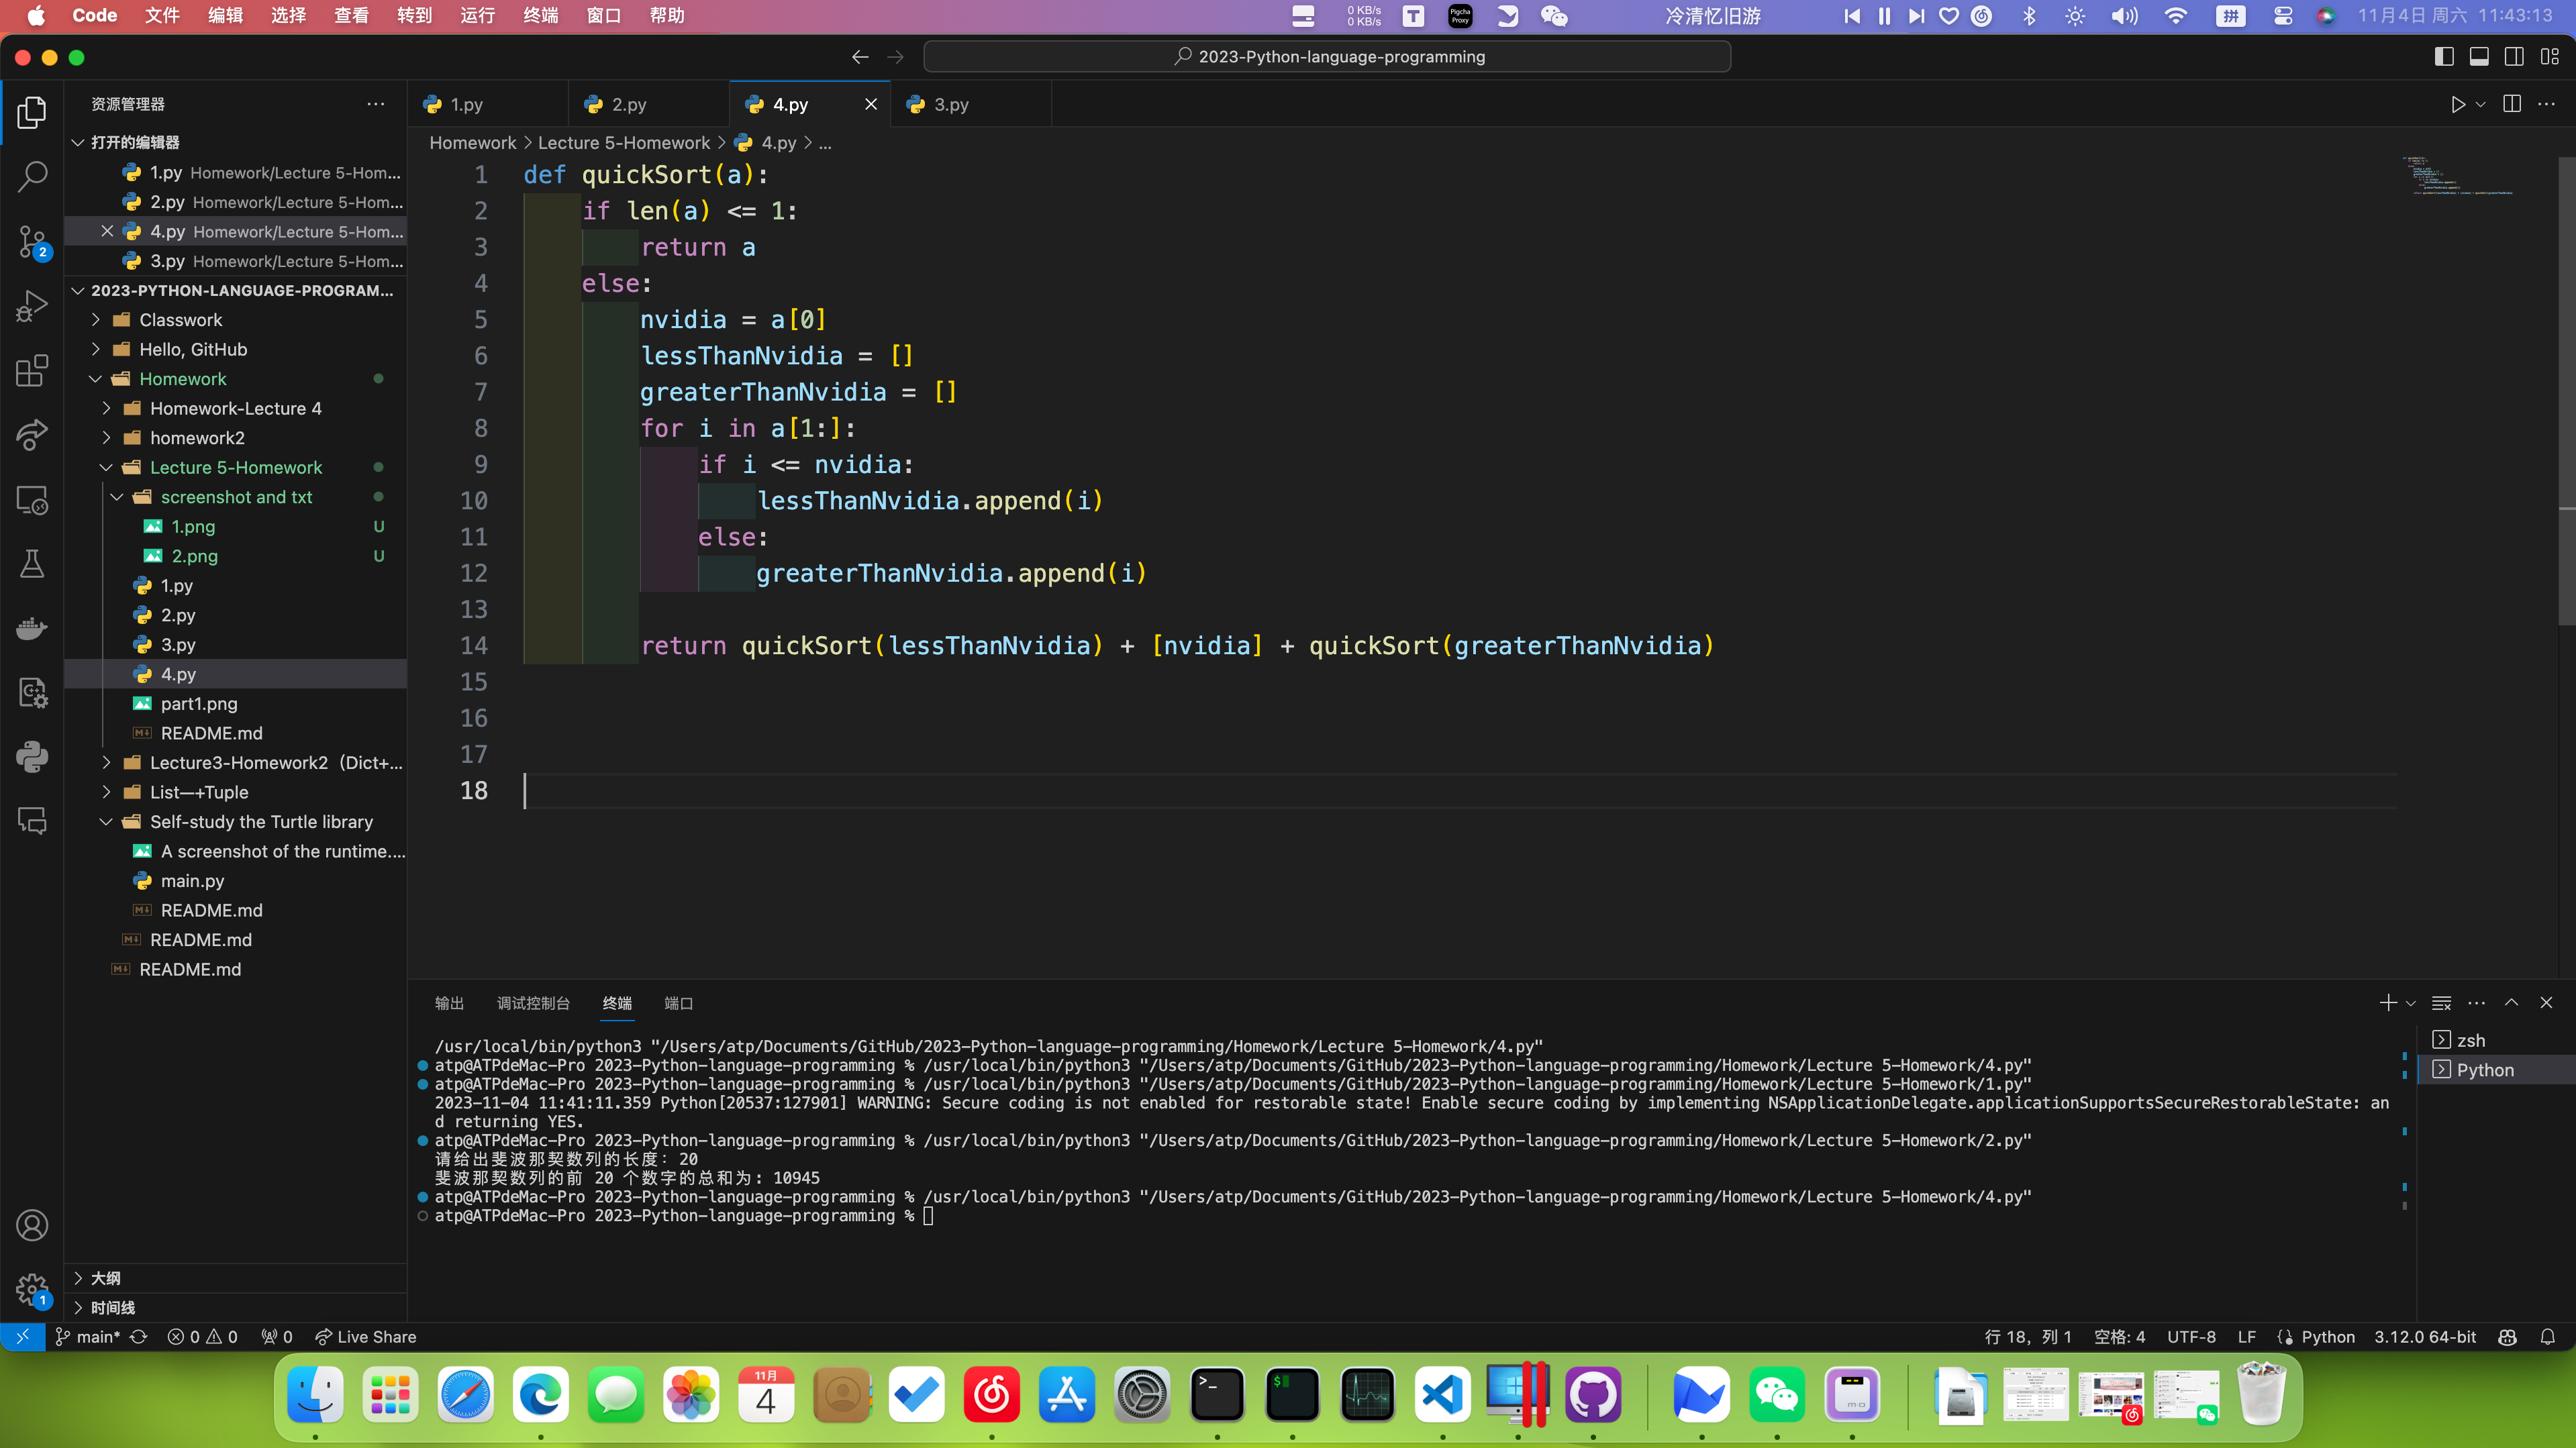 Code 文件 编辑 选择 查看 转到 运行 终端 窗口 帮助
0 KB/s
0 KB/s
T
Pigcha
Proxy
冷清忆旧游
拼
11月4日 周六 11:43:13
2023-Python-language-programming
资源管理器
1.py
2.py
4.py
3.py
打开的编辑器
1.py Homework/Lecture 5-Hom...
2.py Homework/Lecture 5-Hom...
4.py Homework/Lecture 5-Hom...
3.py Homework/Lecture 5-Hom...
2023-PYTHON-LANGUAGE-PROGRAM...
Classwork
Hello, GitHub
Homework
Homework-Lecture 4
homework2
Lecture 5-Homework
screenshot and txt
1.png U
2.png U
1.py
2.py
3.py
4.py
part1.png
README.md
Lecture3-Homework2（Dict+...
List—+Tuple
Self-study the Turtle library
A screenshot of the runtime....
main.py
README.md
README.md
README.md
大纲
时间线
2
1
Homework > Lecture 5-Homework > 4.py > ...
1 def quickSort(a):
2 if len(a) <= 1:
3 return a
4 else:
5 nvidia = a[0]
6 lessThanNvidia = []
7 greaterThanNvidia = []
8 for i in a[1:]:
9 if i <= nvidia:
10 lessThanNvidia.append(i)
11 else:
12 greaterThanNvidia.append(i)
13
14 return quickSort(lessThanNvidia) + [nvidia] + quickSort(greaterThanNvidia)
15
16
17
18
输出 调试控制台 终端 端口
/usr/local/bin/python3 "/Users/atp/Documents/GitHub/2023-Python-language-programming/Homework/Lecture 5-Homework/4.py"
atp@ATPdeMac-Pro 2023-Python-language-programming % /usr/local/bin/python3 "/Users/atp/Documents/GitHub/2023-Python-language-programming/Homework/Lecture 5-Homework/4.py"
atp@ATPdeMac-Pro 2023-Python-language-programming % /usr/local/bin/python3 "/Users/atp/Documents/GitHub/2023-Python-language-programming/Homework/Lecture 5-Homework/1.py"
2023-11-04 11:41:11.359 Python[20537:127901] WARNING: Secure coding is not enabled for restorable state! Enable secure coding by implementing NSApplicationDelegate.applicationSupportsSecureRestorableState: an
d returning YES.
atp@ATPdeMac-Pro 2023-Python-language-programming % /usr/local/bin/python3 "/Users/atp/Documents/GitHub/2023-Python-language-programming/Homework/Lecture 5-Homework/2.py"
请给出斐波那契数列的长度：20
斐波那契数列的前 20 个数字的总和为：10945
atp@ATPdeMac-Pro 2023-Python-language-programming % /usr/local/bin/python3 "/Users/atp/Documents/GitHub/2023-Python-language-programming/Homework/Lecture 5-Homework/4.py"
atp@ATPdeMac-Pro 2023-Python-language-programming %
zsh
Python
main* 0 0 0 Live Share
行 18，列 1 空格: 4 UTF-8 LF Python 3.12.0 64-bit
11月
4